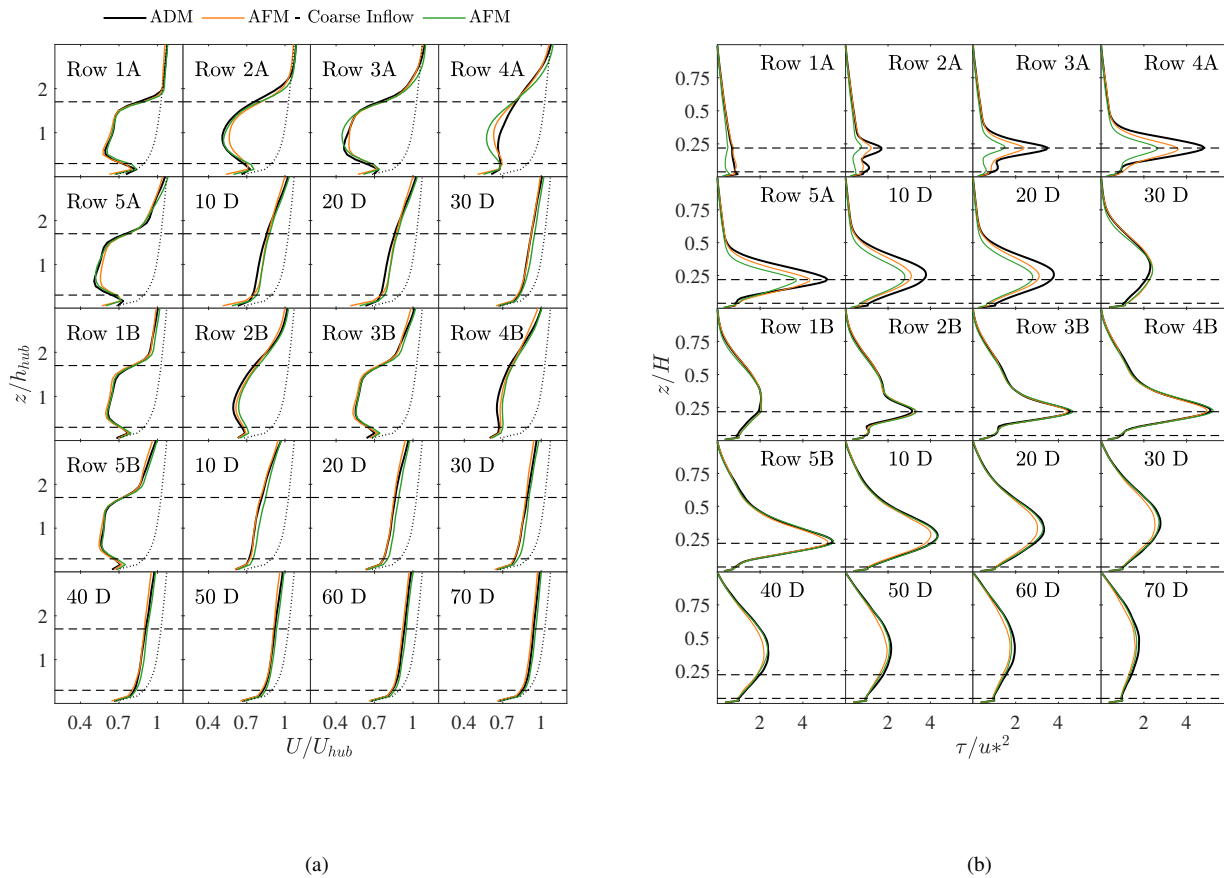 ADM AFM - Coarse Inflow AFM
Row 1A Row 2A Row 3A Row 4A
2
1
Row 5A 10 D 20 D 30 D
2
1
Row 1B Row 2B Row 3B Row 4B
2
1
Row 5B 10 D 20 D 30 D
2
1
40 D 50 D 60 D 70 D
2
1
z/h_hub
0.4 0.7 1 0.4 0.7 1 0.4 0.7 1 0.4 0.7 1
U/U_hub
(a)
Row 1A Row 2A Row 3A Row 4A
0.75
0.5
0.25
Row 5A 10 D 20 D 30 D
0.75
0.5
0.25
Row 1B Row 2B Row 3B Row 4B
0.75
0.5
0.25
Row 5B 10 D 20 D 30 D
0.75
0.5
0.25
40 D 50 D 60 D 70 D
0.75
0.5
0.25
z/H
2 4 2 4 2 4 2 4
τ/u*²
(b)